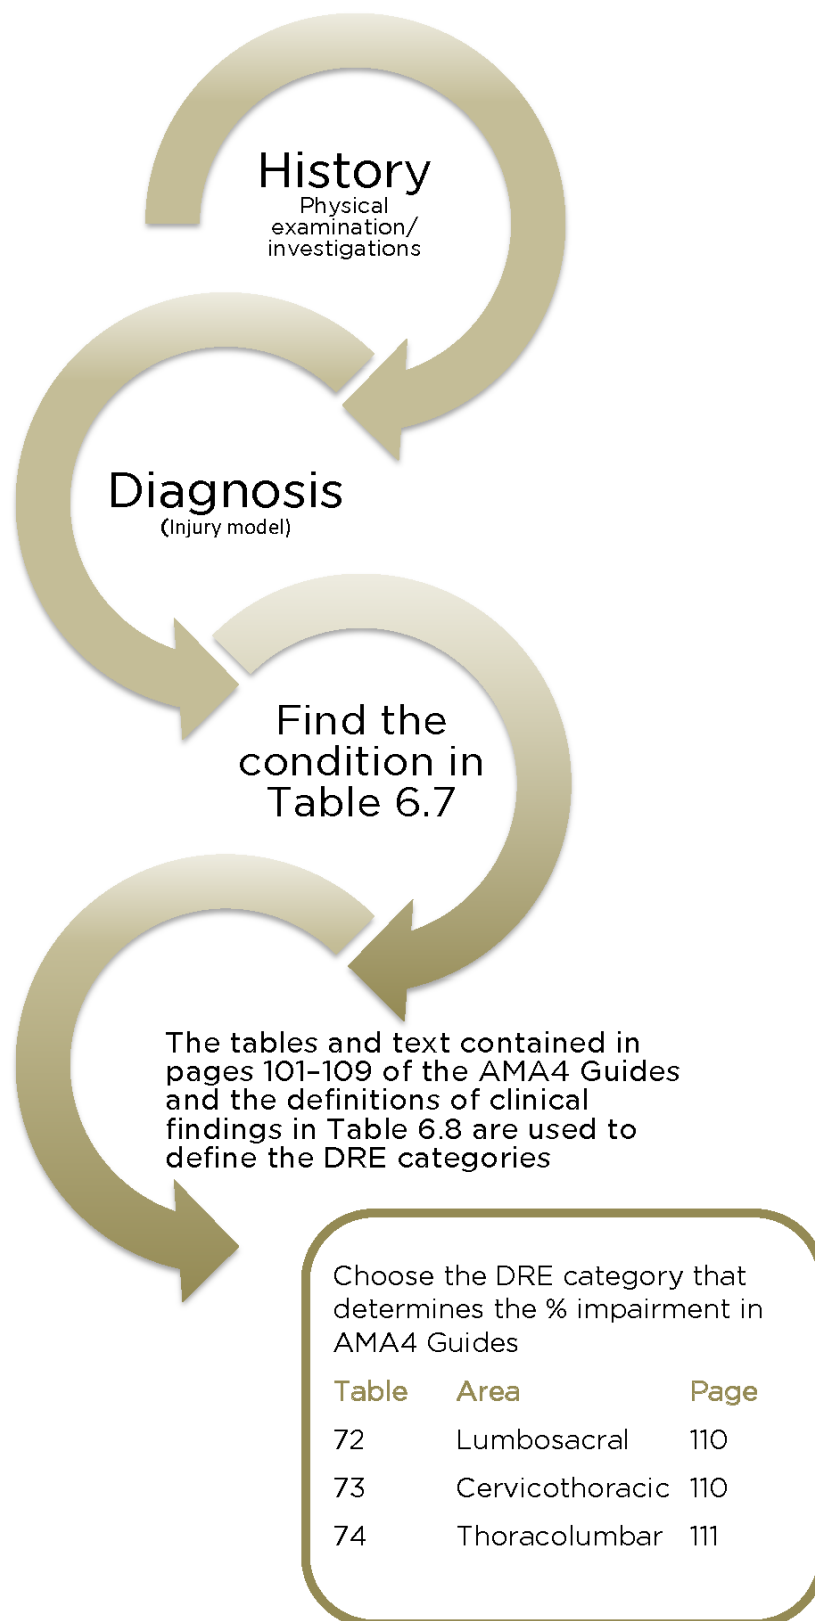 History
Physical
examination/
investigations
Diagnosis
(Injury model)
Find the
condition in
Table 6.7
The tables and text contained in
pages 101–109 of the AMA4 Guides
and the definitions of clinical
findings in Table 6.8 are used to
define the DRE categories
Choose the DRE category that
determines the % impairment in
AMA4 Guides
Table Area Page
72 Lumbosacral 110
73 Cervicothoracic 110
74 Thoracolumbar 111